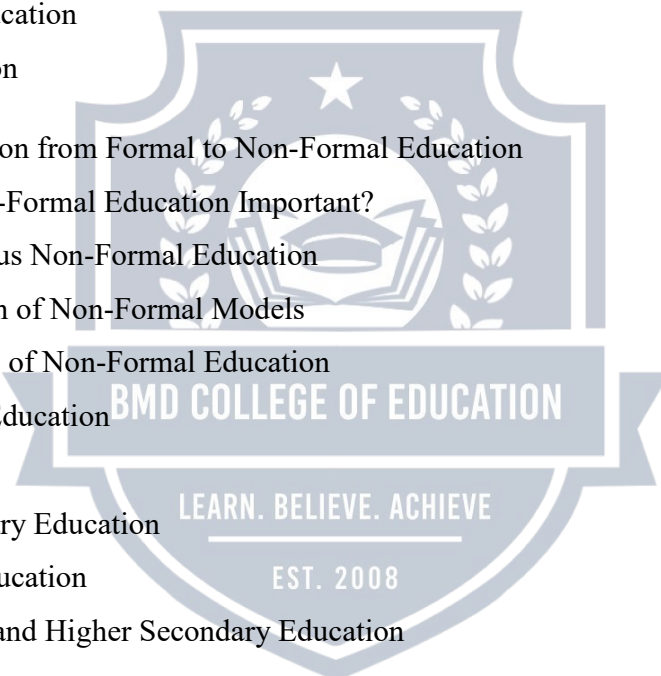 cation
on
on from Formal to Non-Formal Education
-Formal Education Important?
us Non-Formal Education
n of Non-Formal Models
of Non-Formal Education
Education
BMD COLLEGE OF EDUCATION
ry Education
LEARN. BELIEVE. ACHIEVE
ucation
EST. 2008
and Higher Secondary Education